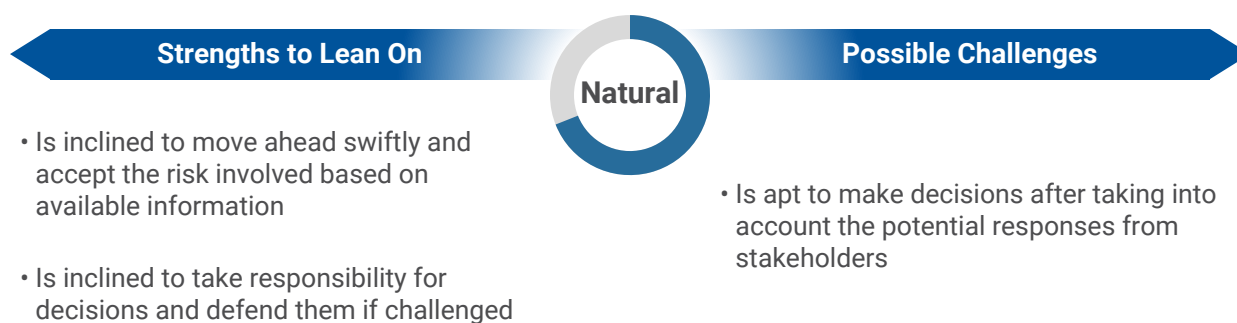 Strengths to Lean On
Natural
Possible Challenges
• Is inclined to move ahead swiftly and
accept the risk involved based on
available information
• Is inclined to take responsibility for
decisions and defend them if challenged
• Is apt to make decisions after taking into
account the potential responses from
stakeholders